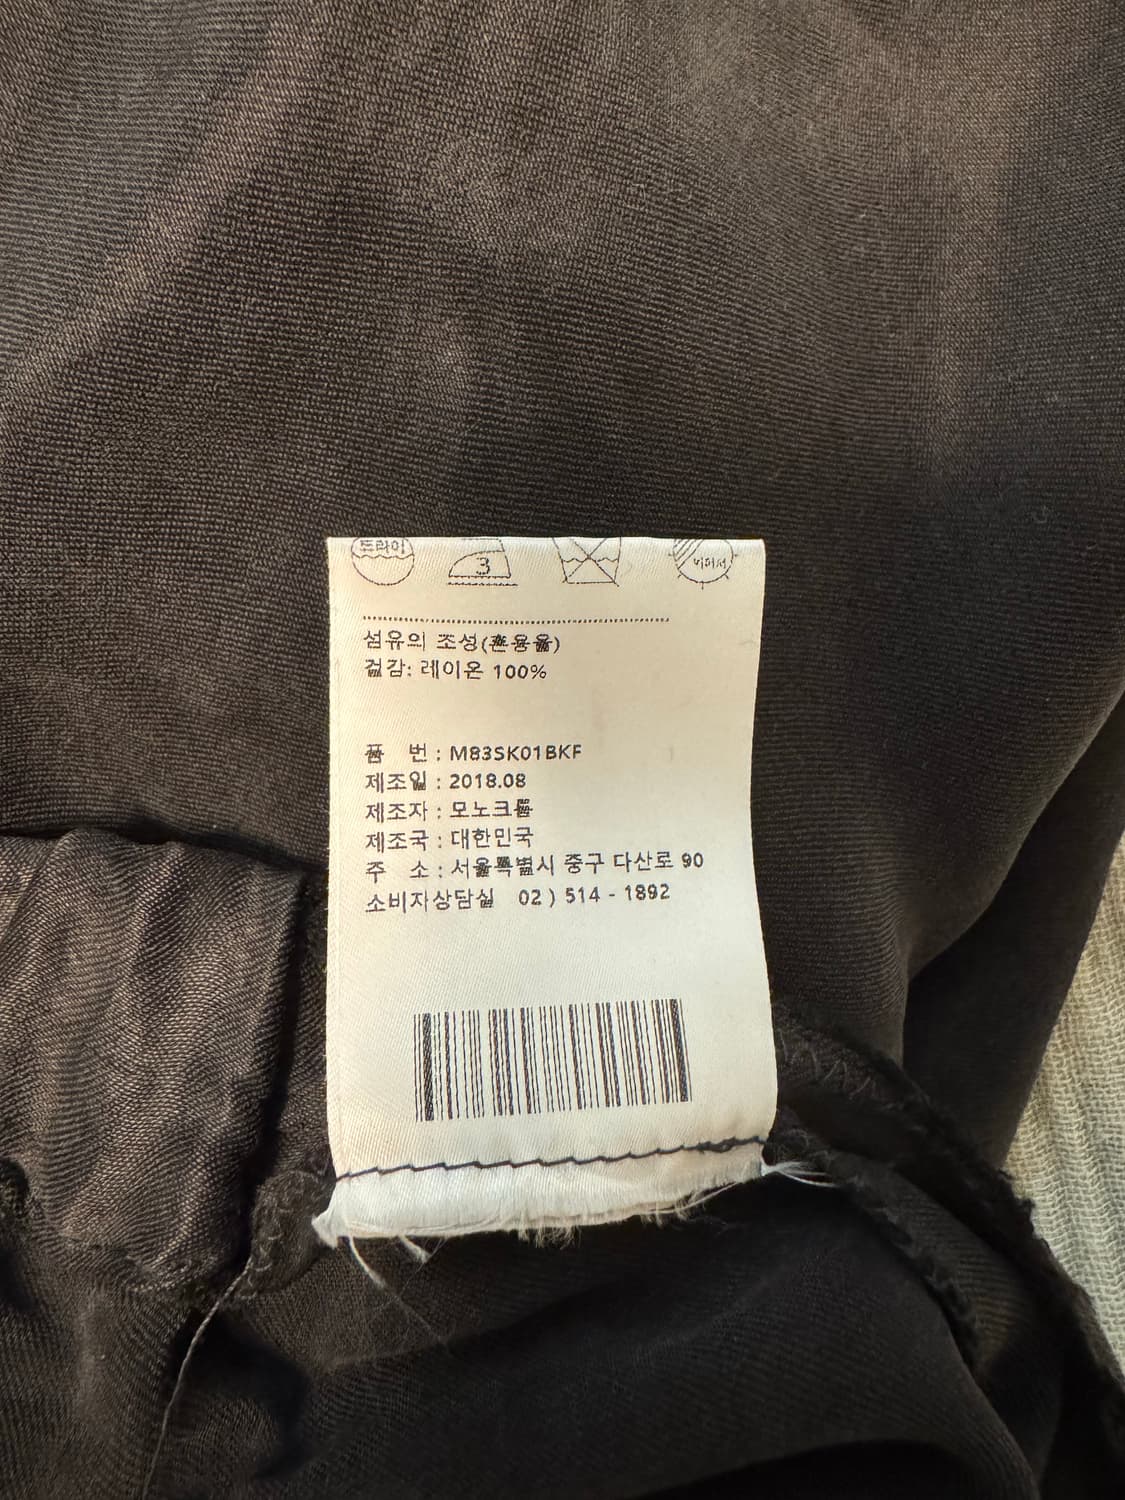 드라이
3
섬유의 조성(혼용율)
겉감: 레이온 100%
품 번 : M83SK01BKF
제조일 : 2018.08
제조자 : 모노크롬
제조국 : 대한민국
주 소 : 서울특별시 중구 다산로 90
소비자상담실 02 ) 514 - 1892